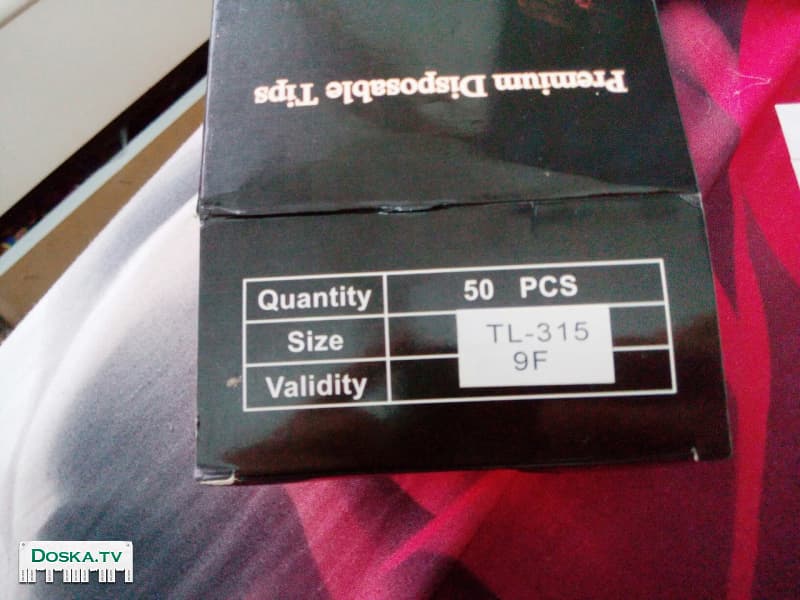 Premium Disposable Tips
Quantity 50 PCS
Size TL-315
9F
Validity
DOSKA.TV